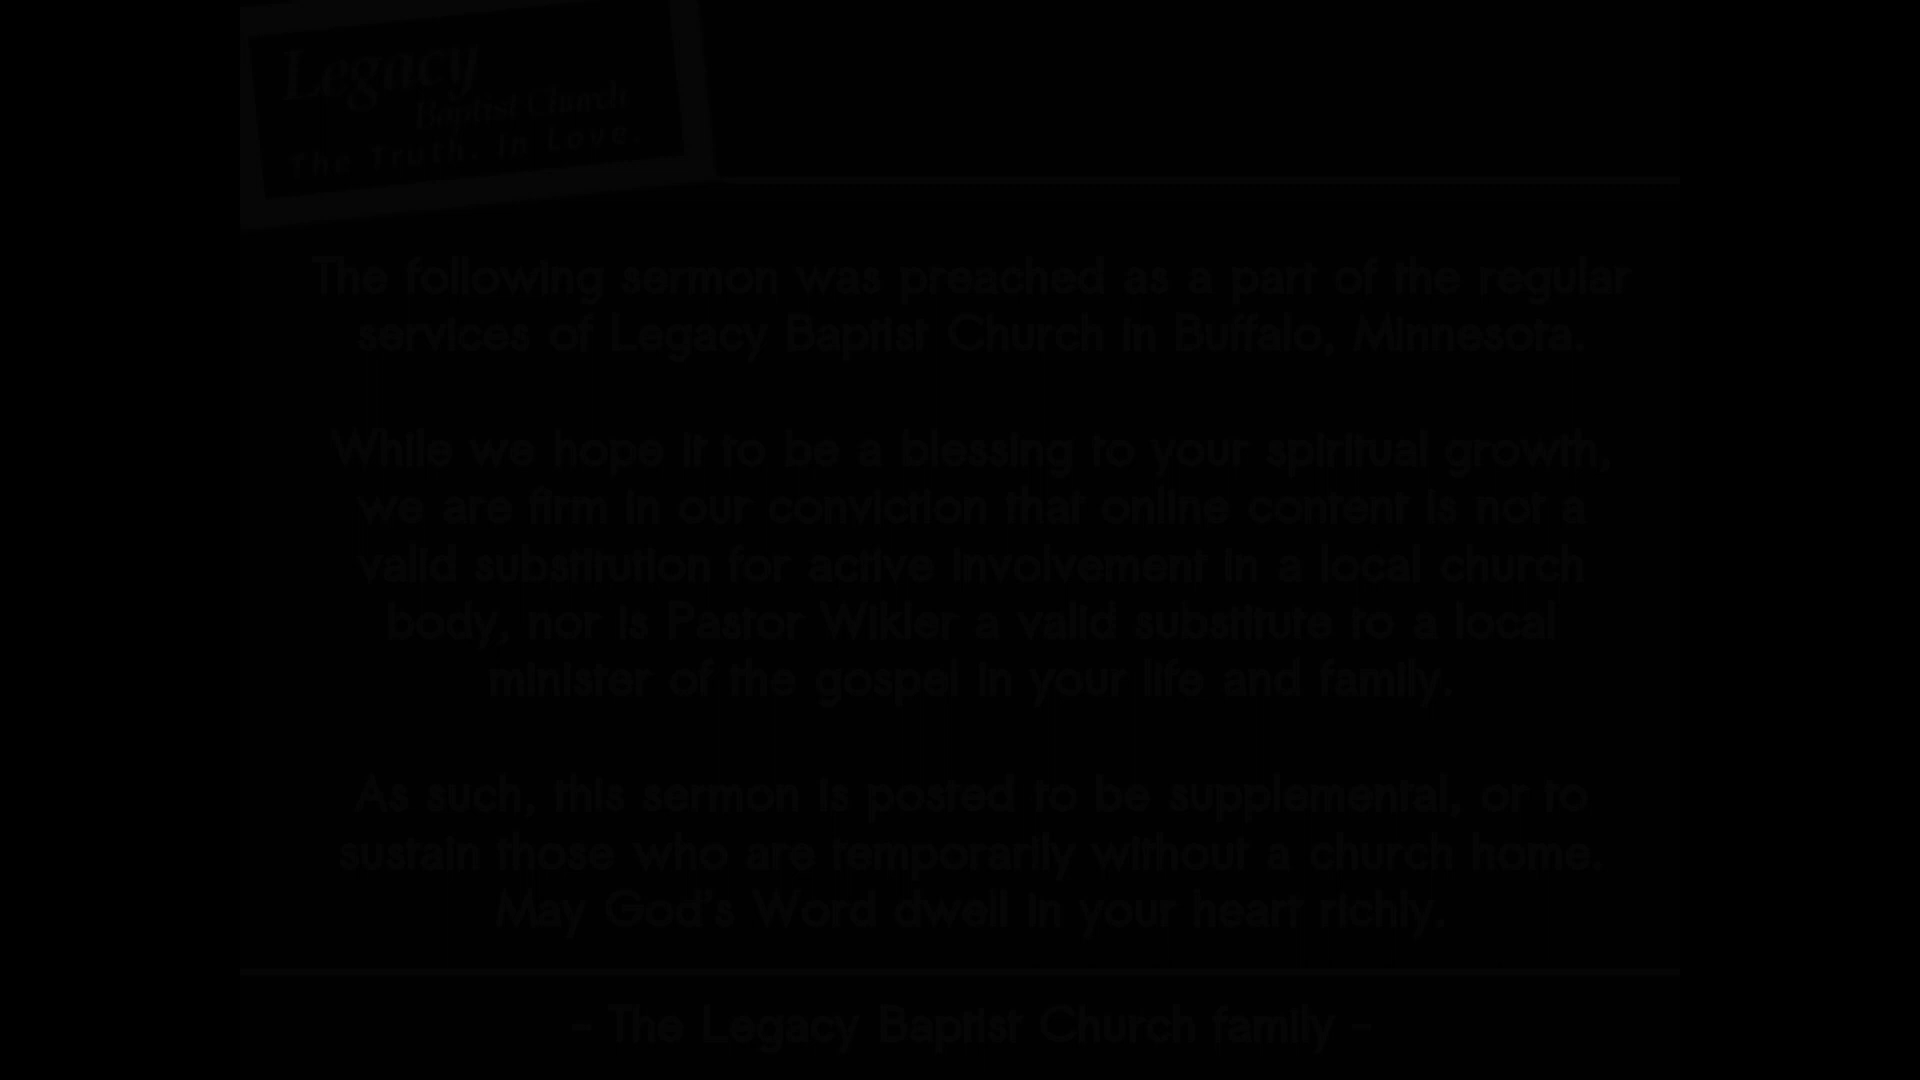 Legacy
Baptist Church
The Truth. In Love.
The following sermon was preached as a part of the regular
services of Legacy Baptist Church in Buffalo, Minnesota.
While we hope it to be a blessing to your spiritual growth,
we are firm in our conviction that online content is not a
valid substitution for active involvement in a local church
body, nor is Pastor Wikler a valid substitute to a local
minister of the gospel in your life and family.
As such, this sermon is posted to be supplemental, or to
sustain those who are temporarily without a church home.
May God's Word dwell in your heart richly.
- The Legacy Baptist Church family -